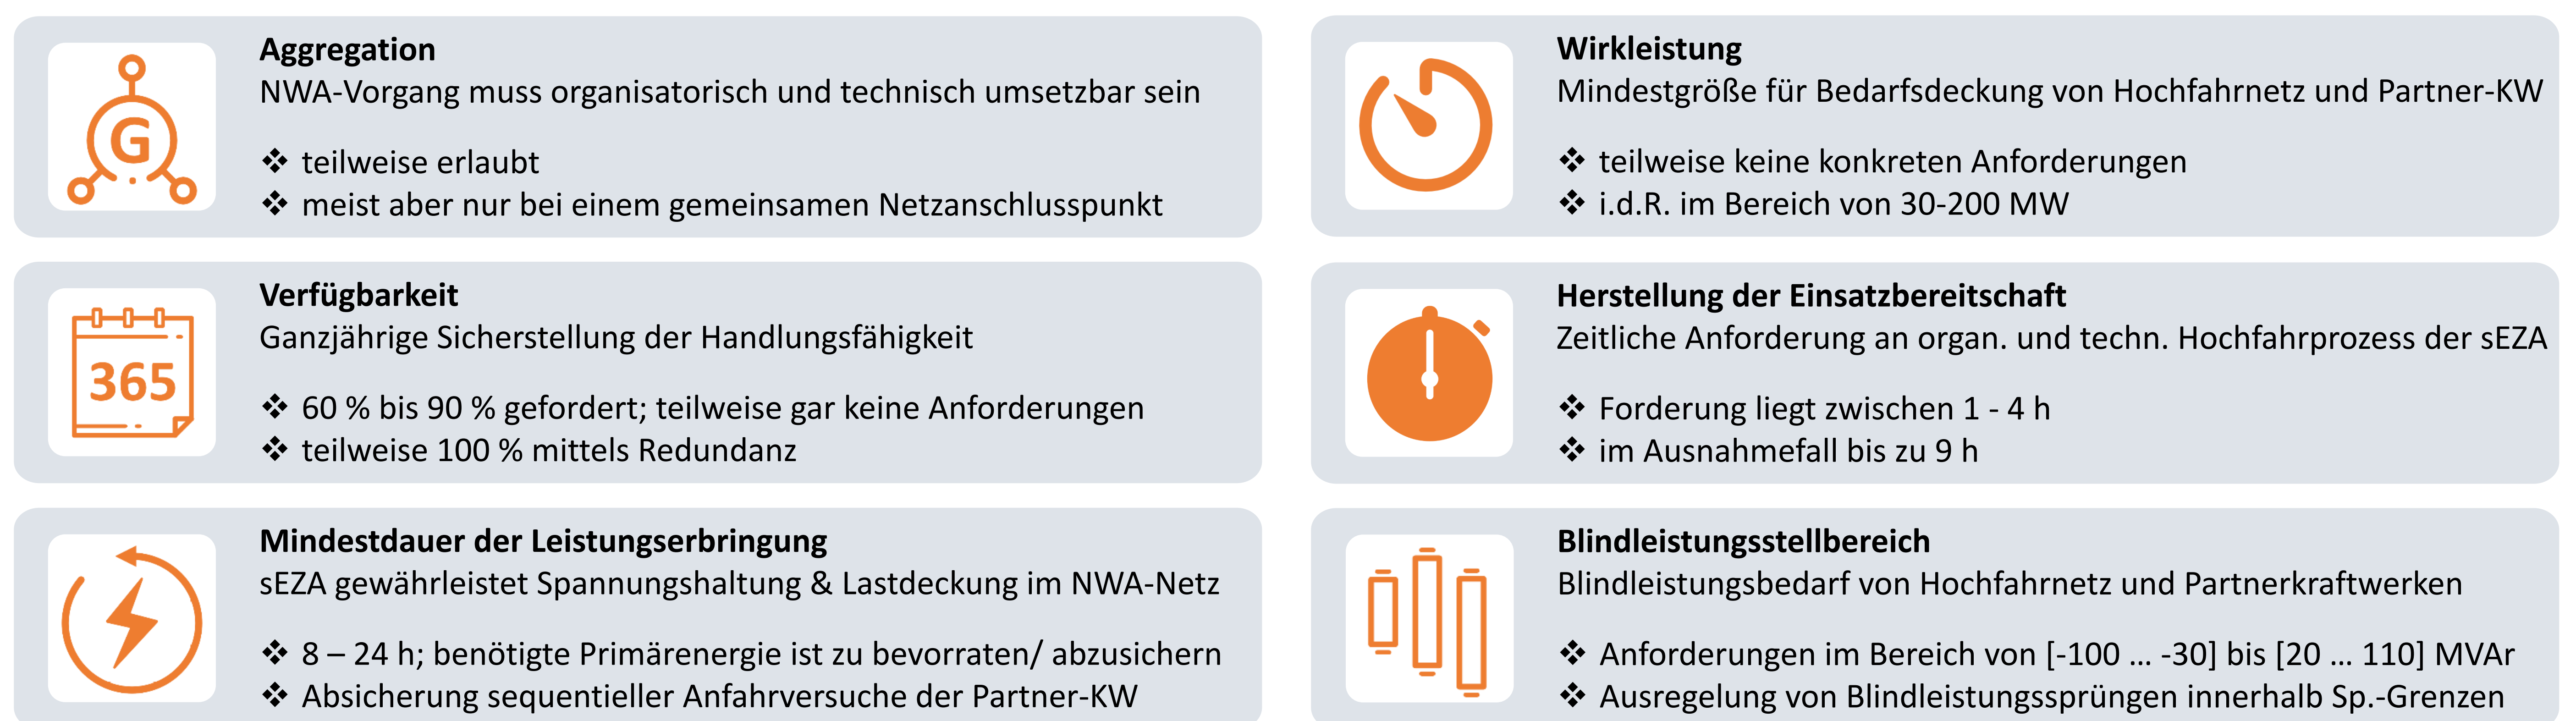 Aggregation
NWA-Vorgang muss organisatorisch und technisch umsetzbar sein
❖ teilweise erlaubt
❖ meist aber nur bei einem gemeinsamen Netzanschlusspunkt
G
Wirkleistung
Mindestgröße für Bedarfsdeckung von Hochfahrnetz und Partner-KW
❖ teilweise keine konkreten Anforderungen
❖ i.d.R. im Bereich von 30-200 MW
Verfügbarkeit
Ganzjährige Sicherstellung der Handlungsfähigkeit
❖ 60 % bis 90 % gefordert; teilweise gar keine Anforderungen
❖ teilweise 100 % mittels Redundanz
365
Herstellung der Einsatzbereitschaft
Zeitliche Anforderung an organ. und techn. Hochfahrprozess der sEZA
❖ Forderung liegt zwischen 1 - 4 h
❖ im Ausnahmefall bis zu 9 h
Mindestdauer der Leistungserbringung
sEZA gewährleistet Spannungshaltung & Lastdeckung im NWA-Netz
❖ 8 – 24 h; benötigte Primärenergie ist zu bevorraten/ abzusichern
❖ Absicherung sequentieller Anfahrversuche der Partner-KW
Blindleistungsstellbereich
Blindleistungsbedarf von Hochfahrnetz und Partnerkraftwerken
❖ Anforderungen im Bereich von [-100 … -30] bis [20 … 110] MVAr
❖ Ausregelung von Blindleistungssprüngen innerhalb Sp.-Grenzen